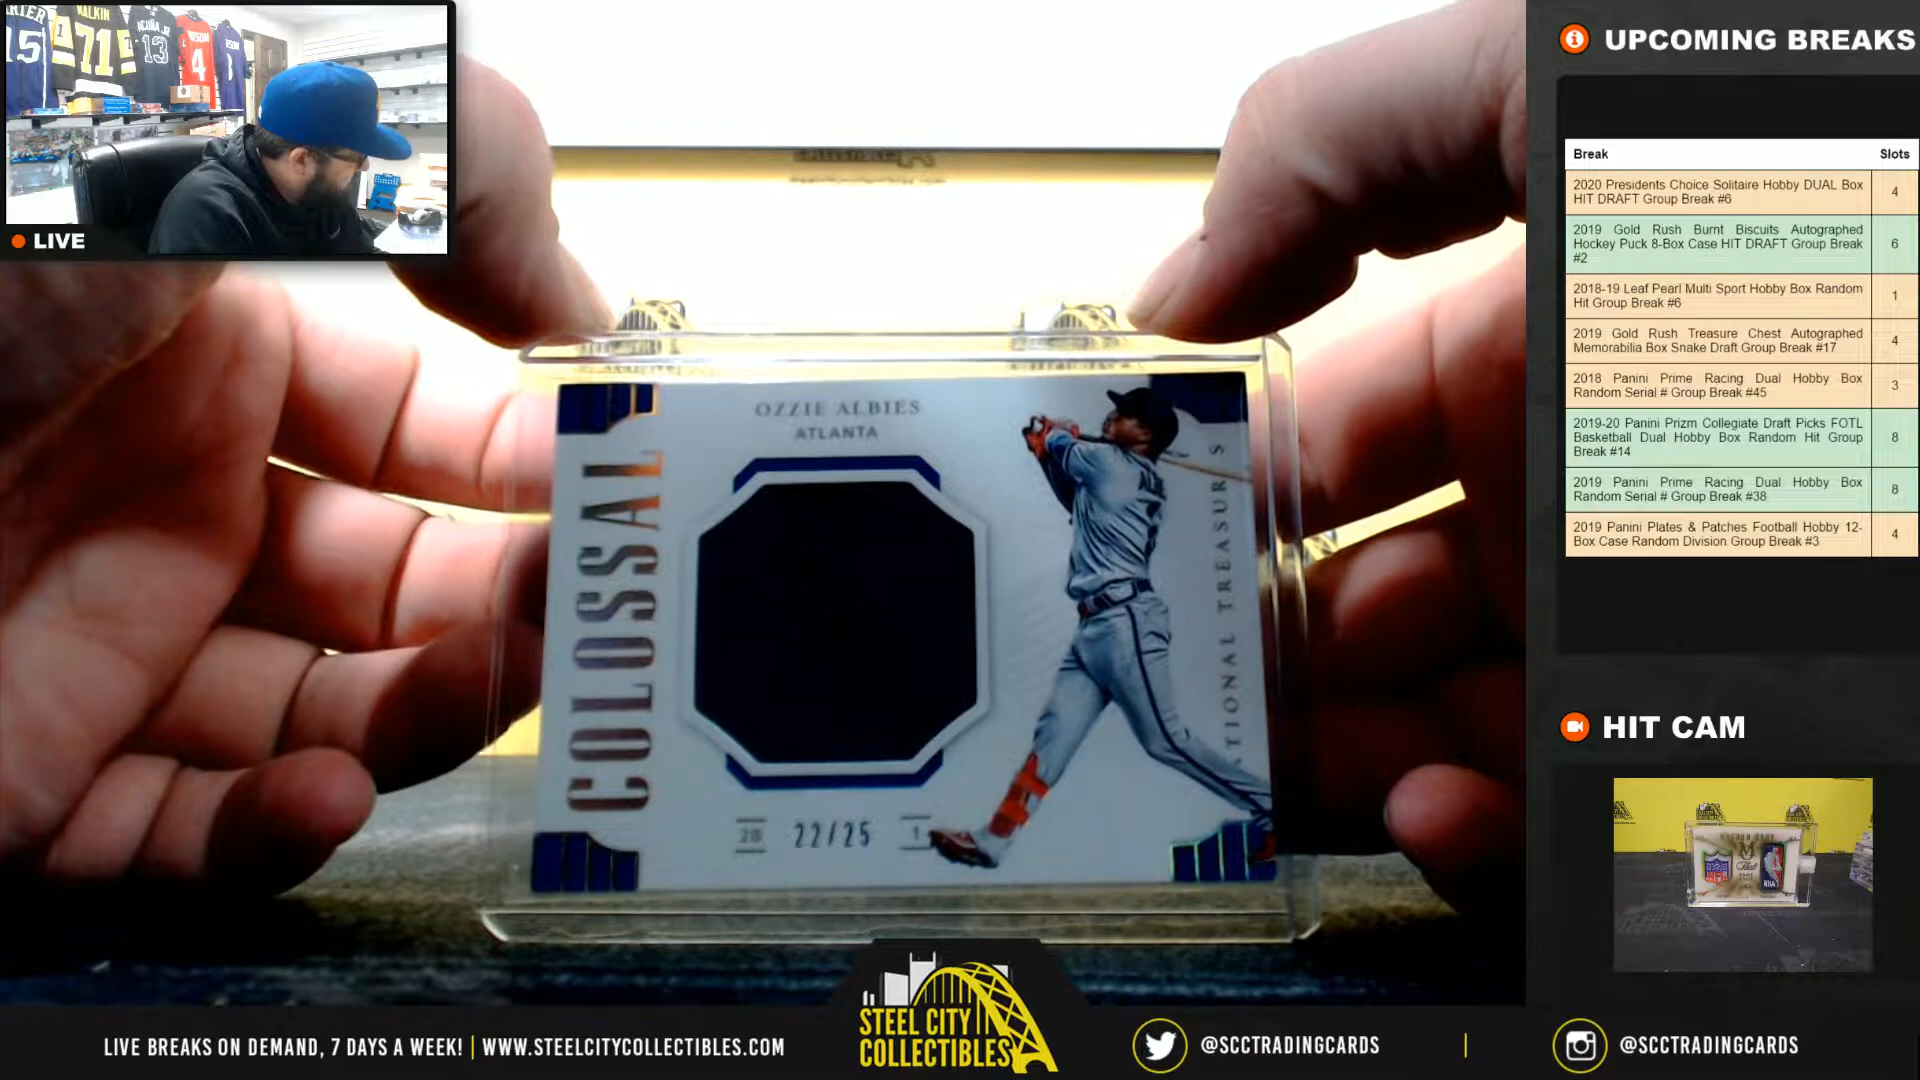 LIVE
OZZIE ALBIES
ATLANTA
COLOSSAL
2B
22/25
1
UPCOMING BREAKS
Break Slots
2020 Presidents Choice Solitaire Hobby DUAL Box
HIT DRAFT Group Break #6
4
2019 Gold Rush Burnt Biscuits Autographed
Hockey Puck 8-Box Case HIT DRAFT Group Break
#2
6
2018-19 Leaf Pearl Multi Sport Hobby Box Random
Hit Group Break #6
1
2019 Gold Rush Treasure Chest Autographed
Memorabilia Box Snake Draft Group Break #17
4
2018 Panini Prime Racing Dual Hobby Box
Random Serial # Group Break #45
3
2019-20 Panini Prizm Collegiate Draft Picks FOTL
Basketball Dual Hobby Box Random Hit Group
Break #14
8
2019 Panini Prime Racing Dual Hobby Box
Random Serial # Group Break #38
8
2019 Panini Plates & Patches Football Hobby 12-
Box Case Random Division Group Break #3
4
HIT CAM
LIVE BREAKS ON DEMAND, 7 DAYS A WEEK! | WWW.STEELCITYCOLLECTIBLES.COM
STEEL CITY
COLLECTIBLES
@SCCTRADINGCARDS
@SCCTRADINGCARDS
71
13
4